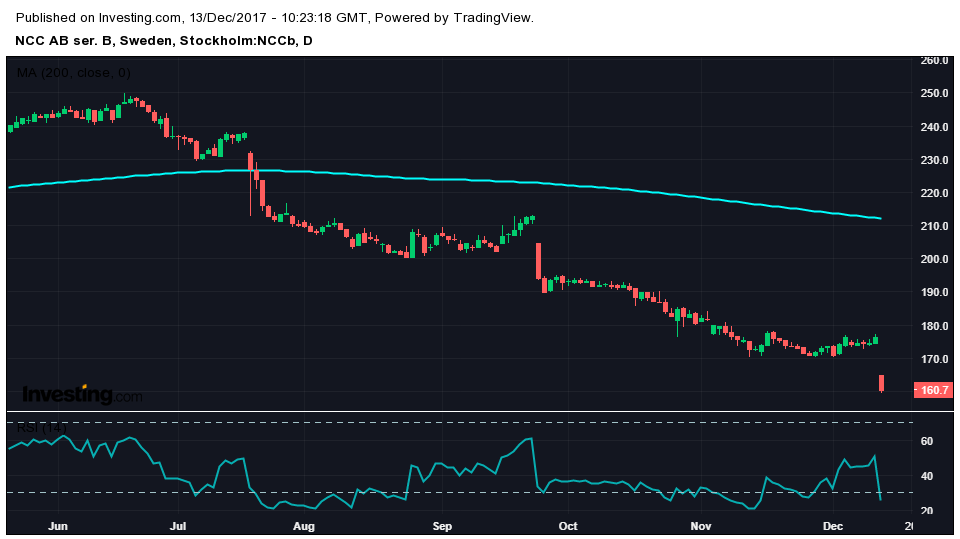 Published on Investing.com, 13/Dec/2017 - 10:23:18 GMT, Powered by TradingView.
NCC AB ser. B, Sweden, Stockholm:NCCb, D
MA (200, close, 0)
260.0
250.0
240.0
230.0
220.0
210.0
200.0
190.0
180.0
170.0
160.7
Investing.com
RSI (14)
60
40
20
Jun Jul Aug Sep Oct Nov Dec